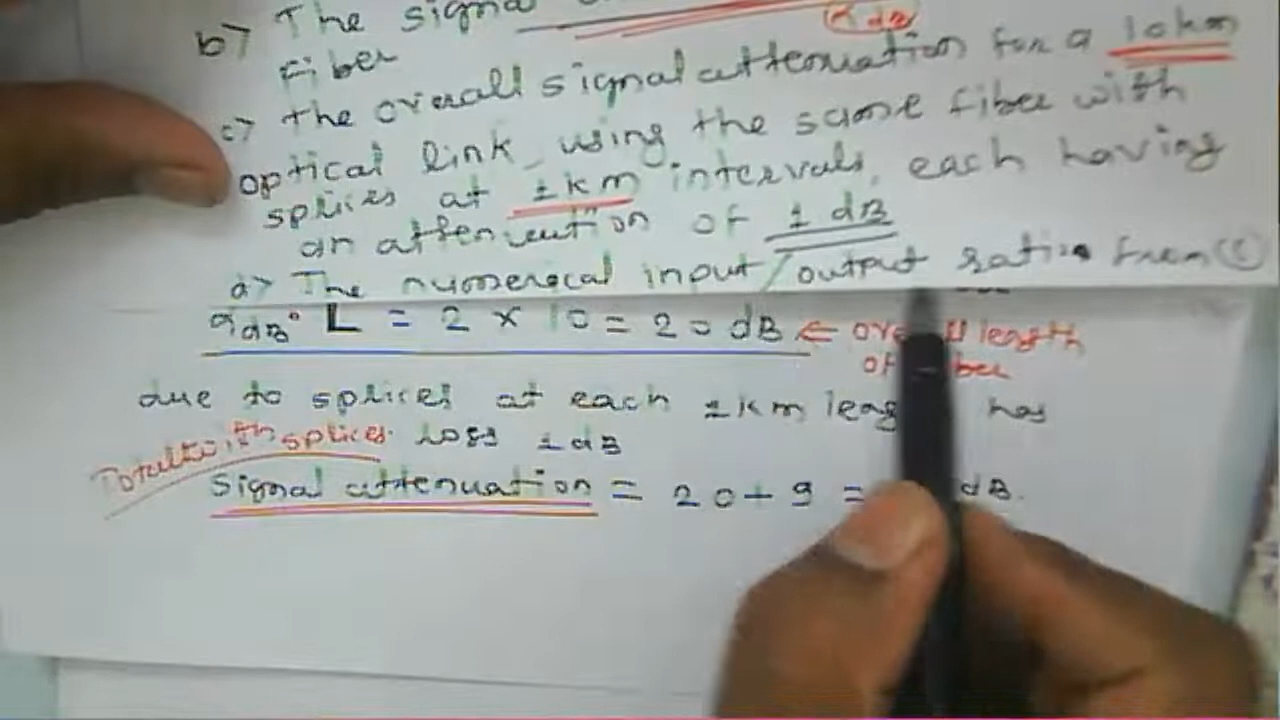 b) The signal
fiber
c) the overall signal attenuation for a 10km
optical link, using the same fiber with
splices at 1km intervals, each having
an attenuation of 1 dB
d) The numerical input/output ratio from (c)
αdB · L = 2 × 10 = 20 dB ⇐ overall length
of fiber
due to splices at each 1km length has
loss 1dB
Total with splices
Signal attenuation = 20+9 = dB.